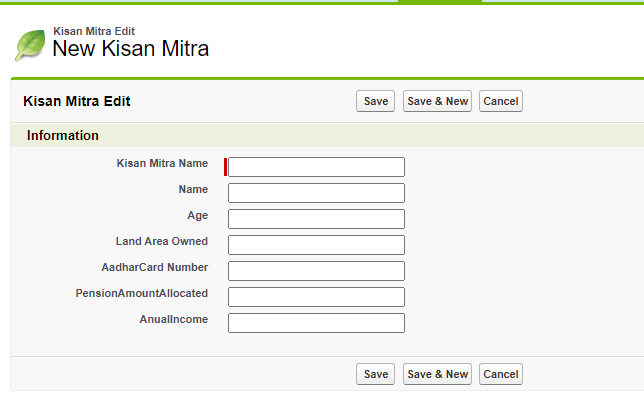 Kisan Mitra Edit
New Kisan Mitra
Kisan Mitra Edit Save Save & New Cancel
Information
Kisan Mitra Name
Name
Age
Land Area Owned
AadharCard Number
PensionAmountAllocated
AnualIncome
Save Save & New Cancel